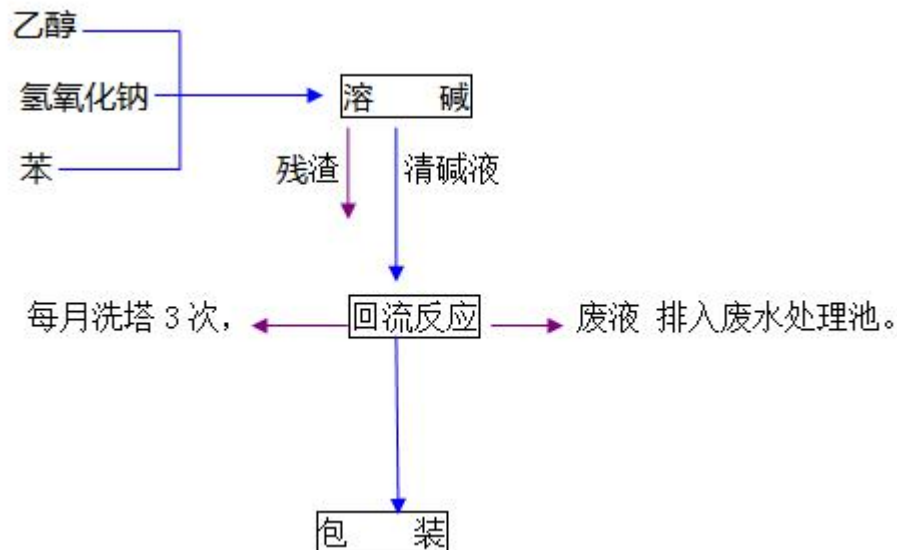 乙醇
氢氧化钠
苯
溶 碱
残渣
清碱液
每月洗塔3次，
回流反应
废液 排入废水处理池。
包 装